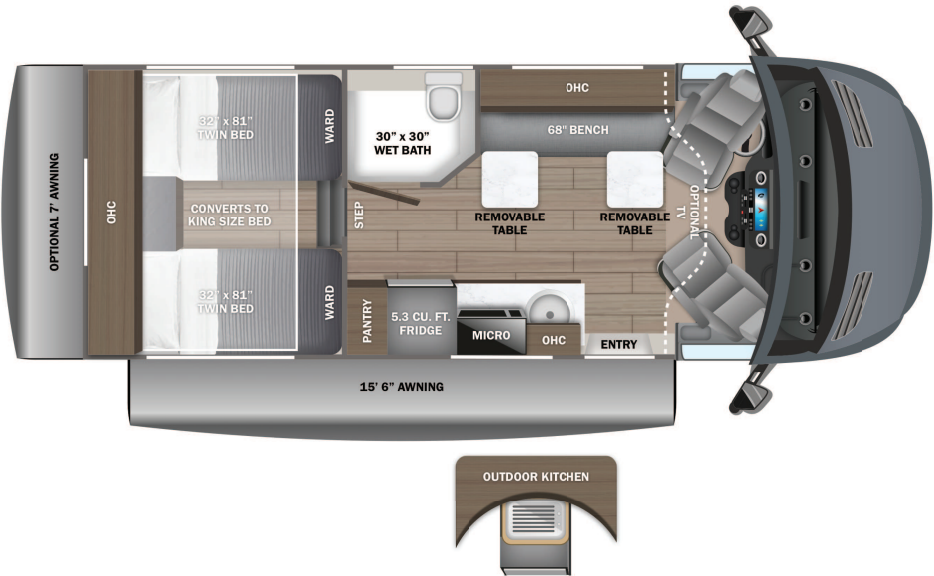 OPTIONAL 7' AWNING
OHC
32" x 81"
TWIN BED
WARD
CONVERTS TO
KING SIZE BED
32" x 81"
TWIN BED
WARD
30" x 30"
WET BATH
STEP
OHC
68" BENCH
REMOVABLE
TABLE
REMOVABLE
TABLE
OPTIONAL
TV
PANTRY
5.3 CU. FT.
FRIDGE
MICRO
OHC
ENTRY
15' 6" AWNING
OUTDOOR KITCHEN